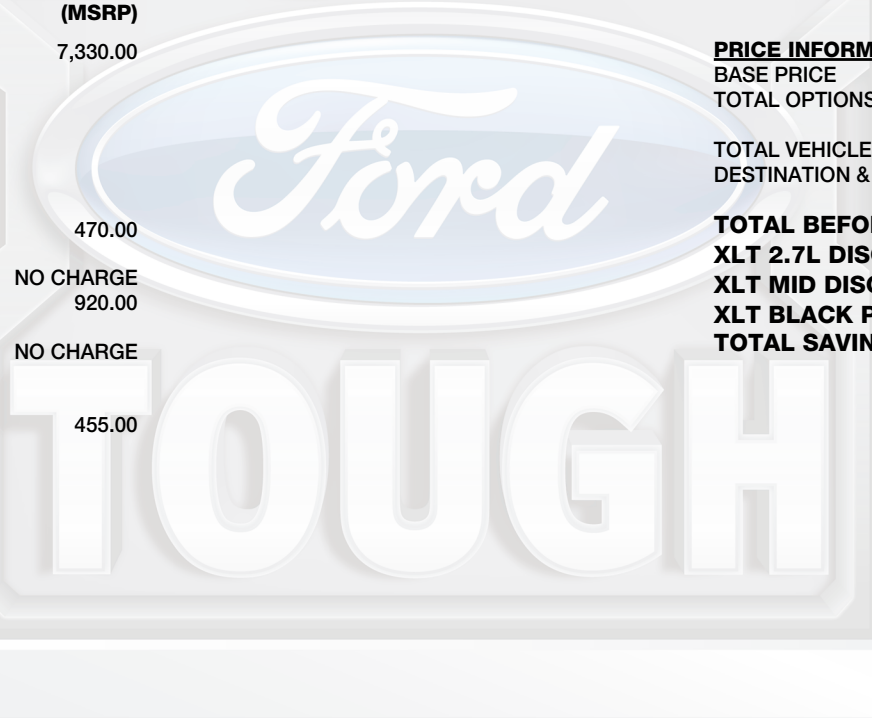 (MSRP)
7,330.00
470.00
NO CHARGE
920.00
NO CHARGE
455.00
PRICE INFORM
BASE PRICE
TOTAL OPTIONS
TOTAL VEHICLE
DESTINATION &
TOTAL BEFO
XLT 2.7L DIS
XLT MID DISC
XLT BLACK P
TOTAL SAVIN
Ford
TOUGH